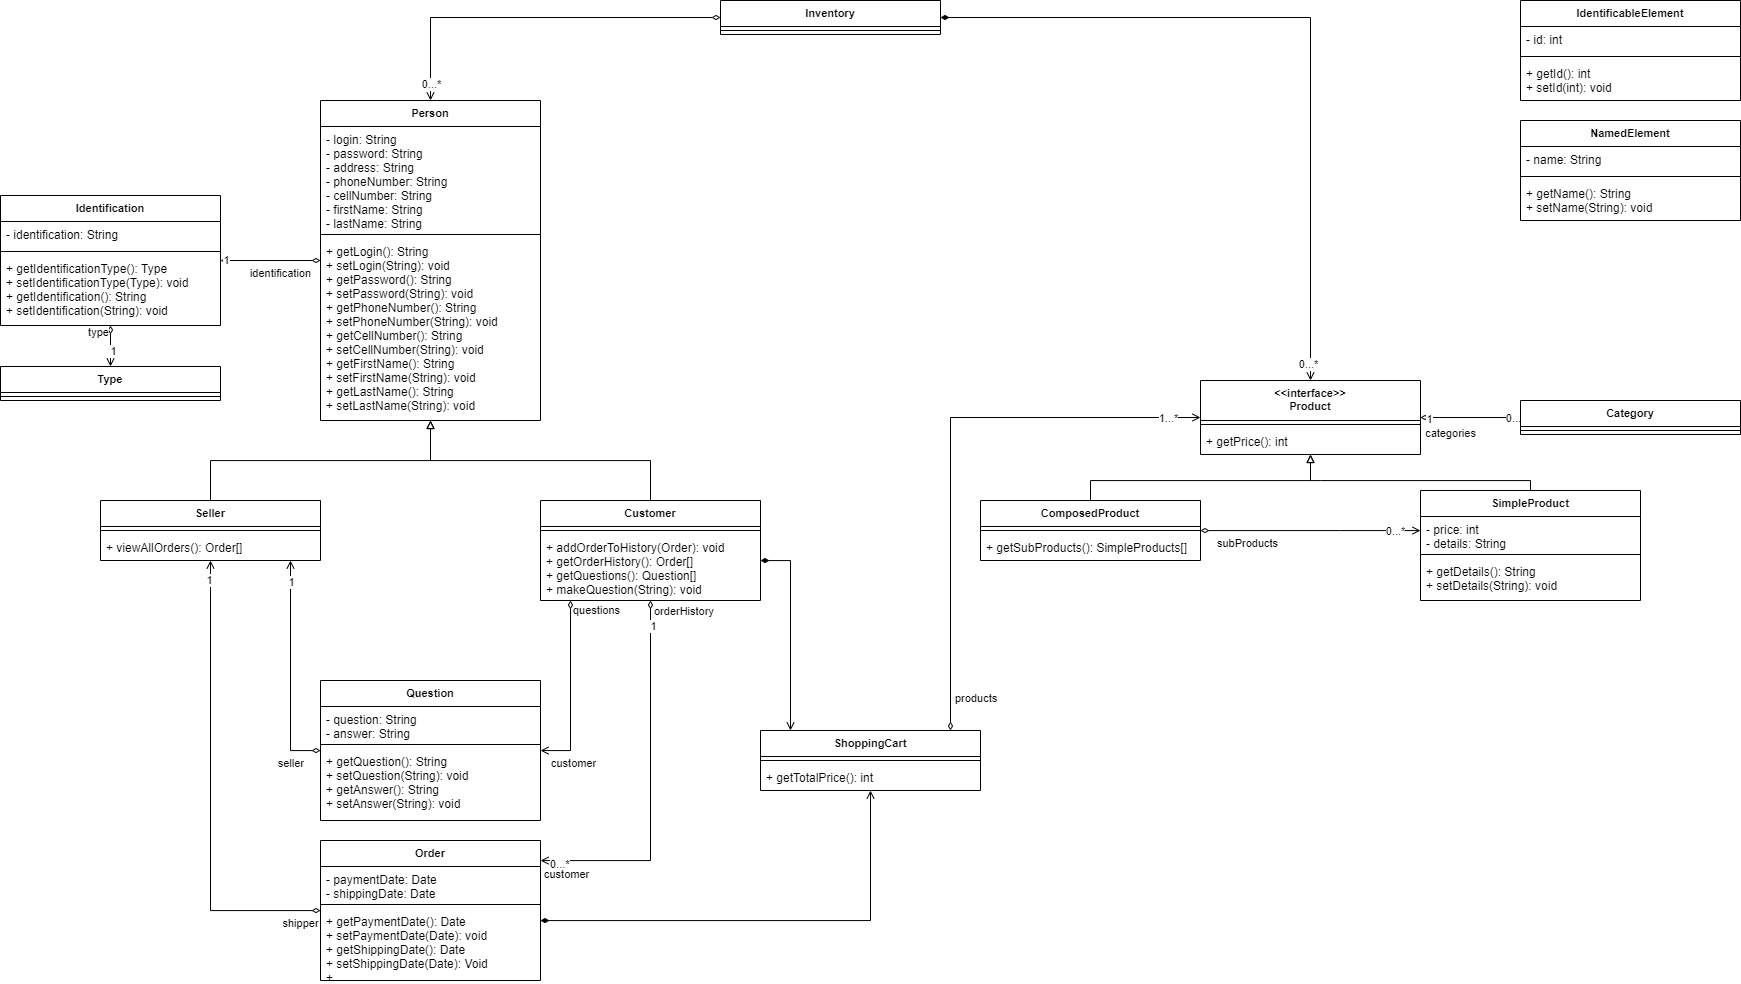 Inventory
IdentificableElement
- id: int
+ getId(): int
+ setId(int): void
NamedElement
- name: String
+ getName(): String
+ setName(String): void
0...*
Person
- login: String
- password: String
- address: String
- phoneNumber: String
- cellNumber: String
- firstName: String
- lastName: String
+ getLogin(): String
+ setLogin(String): void
+ getPassword(): String
+ setPassword(String): void
+ getPhoneNumber(): String
+ setPhoneNumber(String): void
+ getCellNumber(): String
+ setCellNumber(String): void
+ getFirstName(): String
+ setFirstName(String): void
+ getLastName(): String
+ setLastName(String): void
Identification
- identification: String
+ getIdentificationType(): Type
+ setIdentificationType(Type): void
+ getIdentification(): String
+ setIdentification(String): void
1
identification
type
1
Type
0...*
<<interface>>
Product
+ getPrice(): int
1...*
1
categories
0...
Category
Seller
+ viewAllOrders(): Order[]
Customer
+ addOrderToHistory(Order): void
+ getOrderHistory(): Order[]
+ getQuestions(): Question[]
+ makeQuestion(String): void
ComposedProduct
+ getSubProducts(): SimpleProducts[]
subProducts
0...*
SimpleProduct
- price: int
- details: String
+ getDetails(): String
+ setDetails(String): void
1
1
questions
orderHistory
1
Question
- question: String
- answer: String
+ getQuestion(): String
+ setQuestion(String): void
+ getAnswer(): String
+ setAnswer(String): void
seller
customer
products
ShoppingCart
+ getTotalPrice(): int
Order
- paymentDate: Date
- shippingDate: Date
+ getPaymentDate(): Date
+ setPaymentDate(Date): void
+ getShippingDate(): Date
+ setShippingDate(Date): Void
+
0...*
customer
shipper